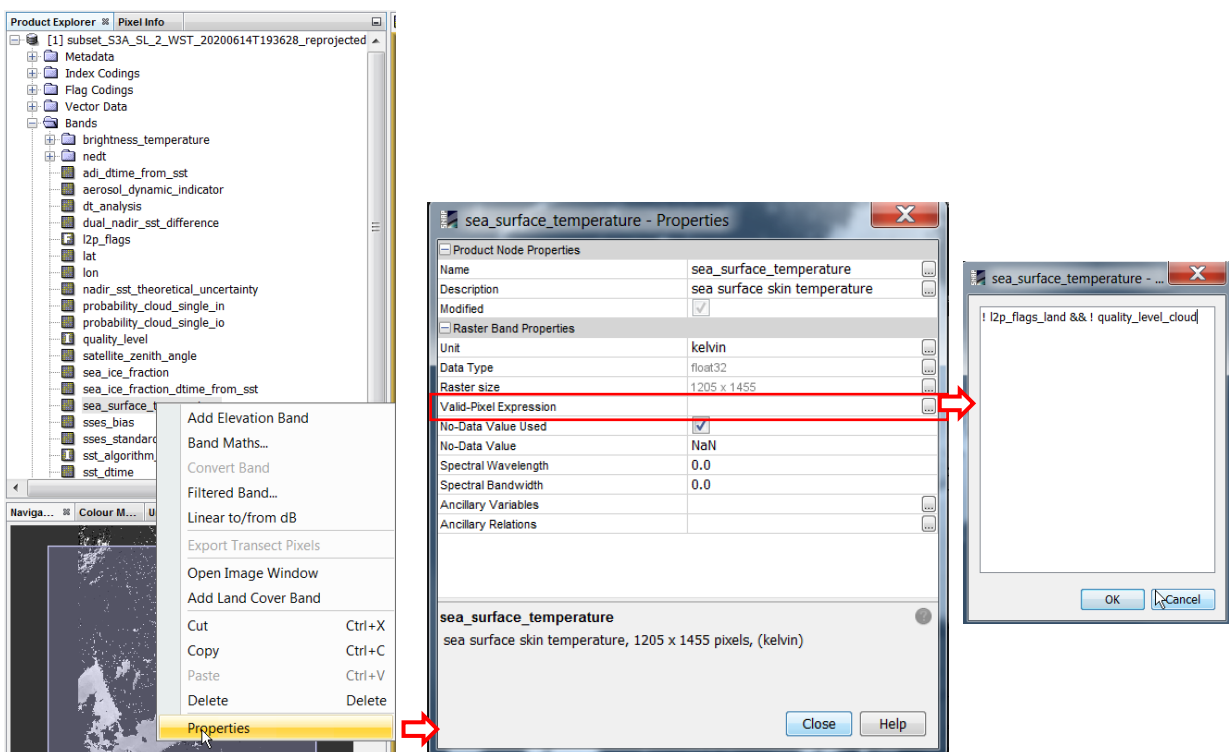 Product Explorer Pixel Info
[1] subset_S3A_SL_2_WST_20200614T193628_reprojected
Metadata
Index Codings
Flag Codings
Vector Data
Bands
brightness_temperature
nedt
adi_dtime_from_sst
aerosol_dynamic_indicator
dt_analysis
dual_nadir_sst_difference
l2p_flags
lat
lon
nadir_sst_theoretical_uncertainty
probability_cloud_single_in
probability_cloud_single_io
quality_level
satellite_zenith_angle
sea_ice_fraction
sea_ice_fraction_dtime_from_sst
sea_surface_t
sses_bias
sses_standard
sst_algorithm_
sst_dtime
Naviga... Colour M... U
Add Elevation Band
Band Maths...
Convert Band
Filtered Band...
Linear to/from dB
Export Transect Pixels
Open Image Window
Add Land Cover Band
Cut Ctrl+X
Copy Ctrl+C
Paste Ctrl+V
Delete Delete
Properties
sea_surface_temperature - Properties
Product Node Properties
Name sea_surface_temperature ...
Description sea surface skin temperature ...
Modified
Raster Band Properties
Unit kelvin ...
Data Type float32 ...
Raster size 1205 x 1455 ...
Valid-Pixel Expression ...
No-Data Value Used
No-Data Value NaN
Spectral Wavelength 0.0
Spectral Bandwidth 0.0
Ancillary Variables ...
Ancillary Relations ...
sea_surface_temperature
sea surface skin temperature, 1205 x 1455 pixels, (kelvin)
Close Help
sea_surface_temperature - ...
! l2p_flags_land && ! quality_level_cloud
OK Cancel